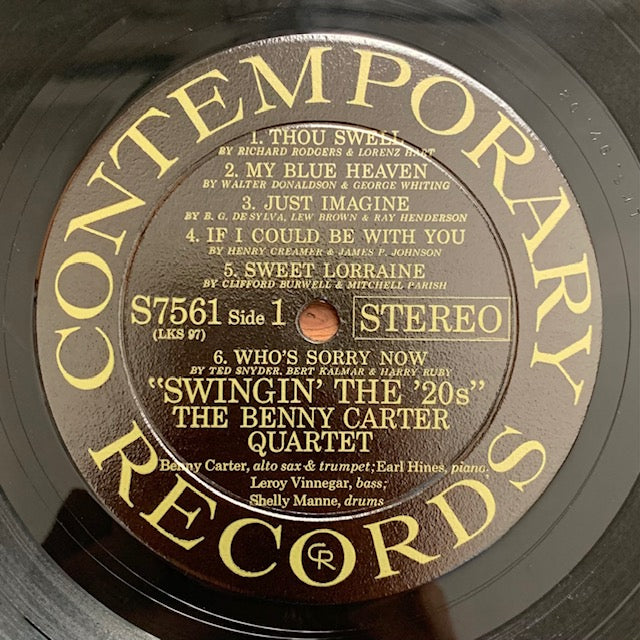 CONTEMPORARY
1. THOU SWELL
BY RICHARD RODGERS & LORENZ HART
2. MY BLUE HEAVEN
BY WALTER DONALDSON & GEORGE WHITING
3. JUST IMAGINE
BY B. G. DE SYLVA, LEW BROWN & RAY HENDERSON
4. IF I COULD BE WITH YOU
BY HENRY CREAMER & JAMES P. JOHNSON
5. SWEET LORRAINE
BY CLIFFORD BURWELL & MITCHELL PARISH
S7561 Side 1 STEREO
(LKS 97)
6. WHO'S SORRY NOW
BY TED SNYDER, BERT KALMAR & HARRY RUBY
"SWINGIN' THE '20s"
THE BENNY CARTER
QUARTET
Benny Carter, alto sax & trumpet; Earl Hines, piano;
Leroy Vinnegar, bass;
Shelly Manne, drums
RECORDS
CR